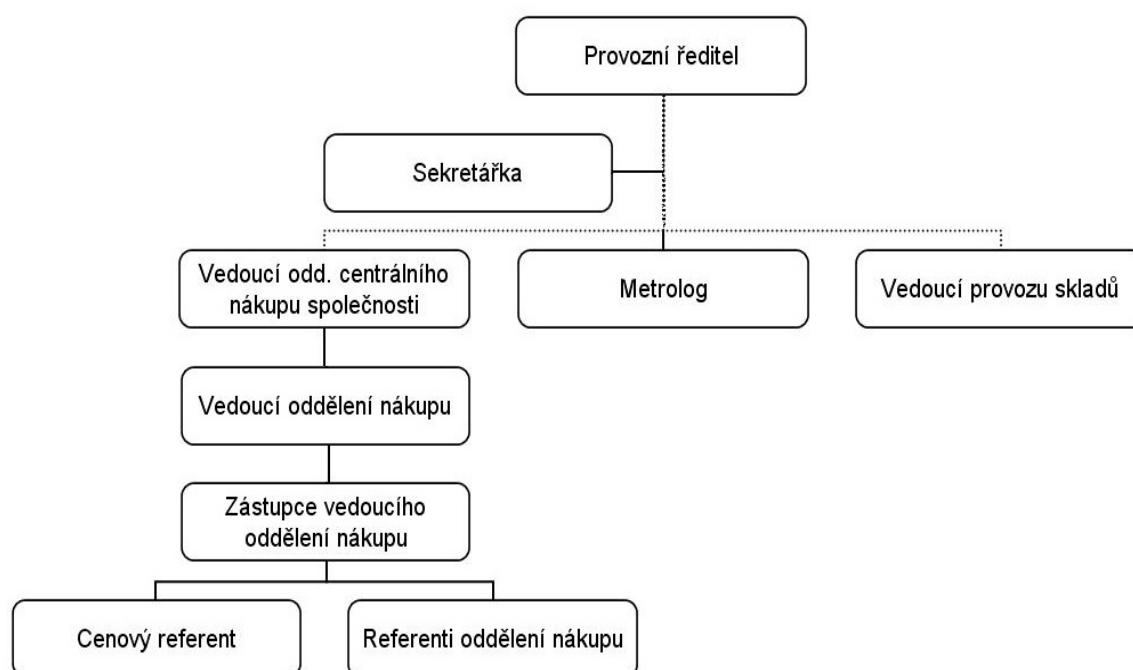 Provozní ředitel
Sekretářka
Vedoucí odd. centrálního
nákupu společnosti
Metrolog
Vedoucí provozu skladů
Vedoucí oddělení nákupu
Zástupce vedoucího
oddělení nákupu
Cenový referent
Referenti oddělení nákupu